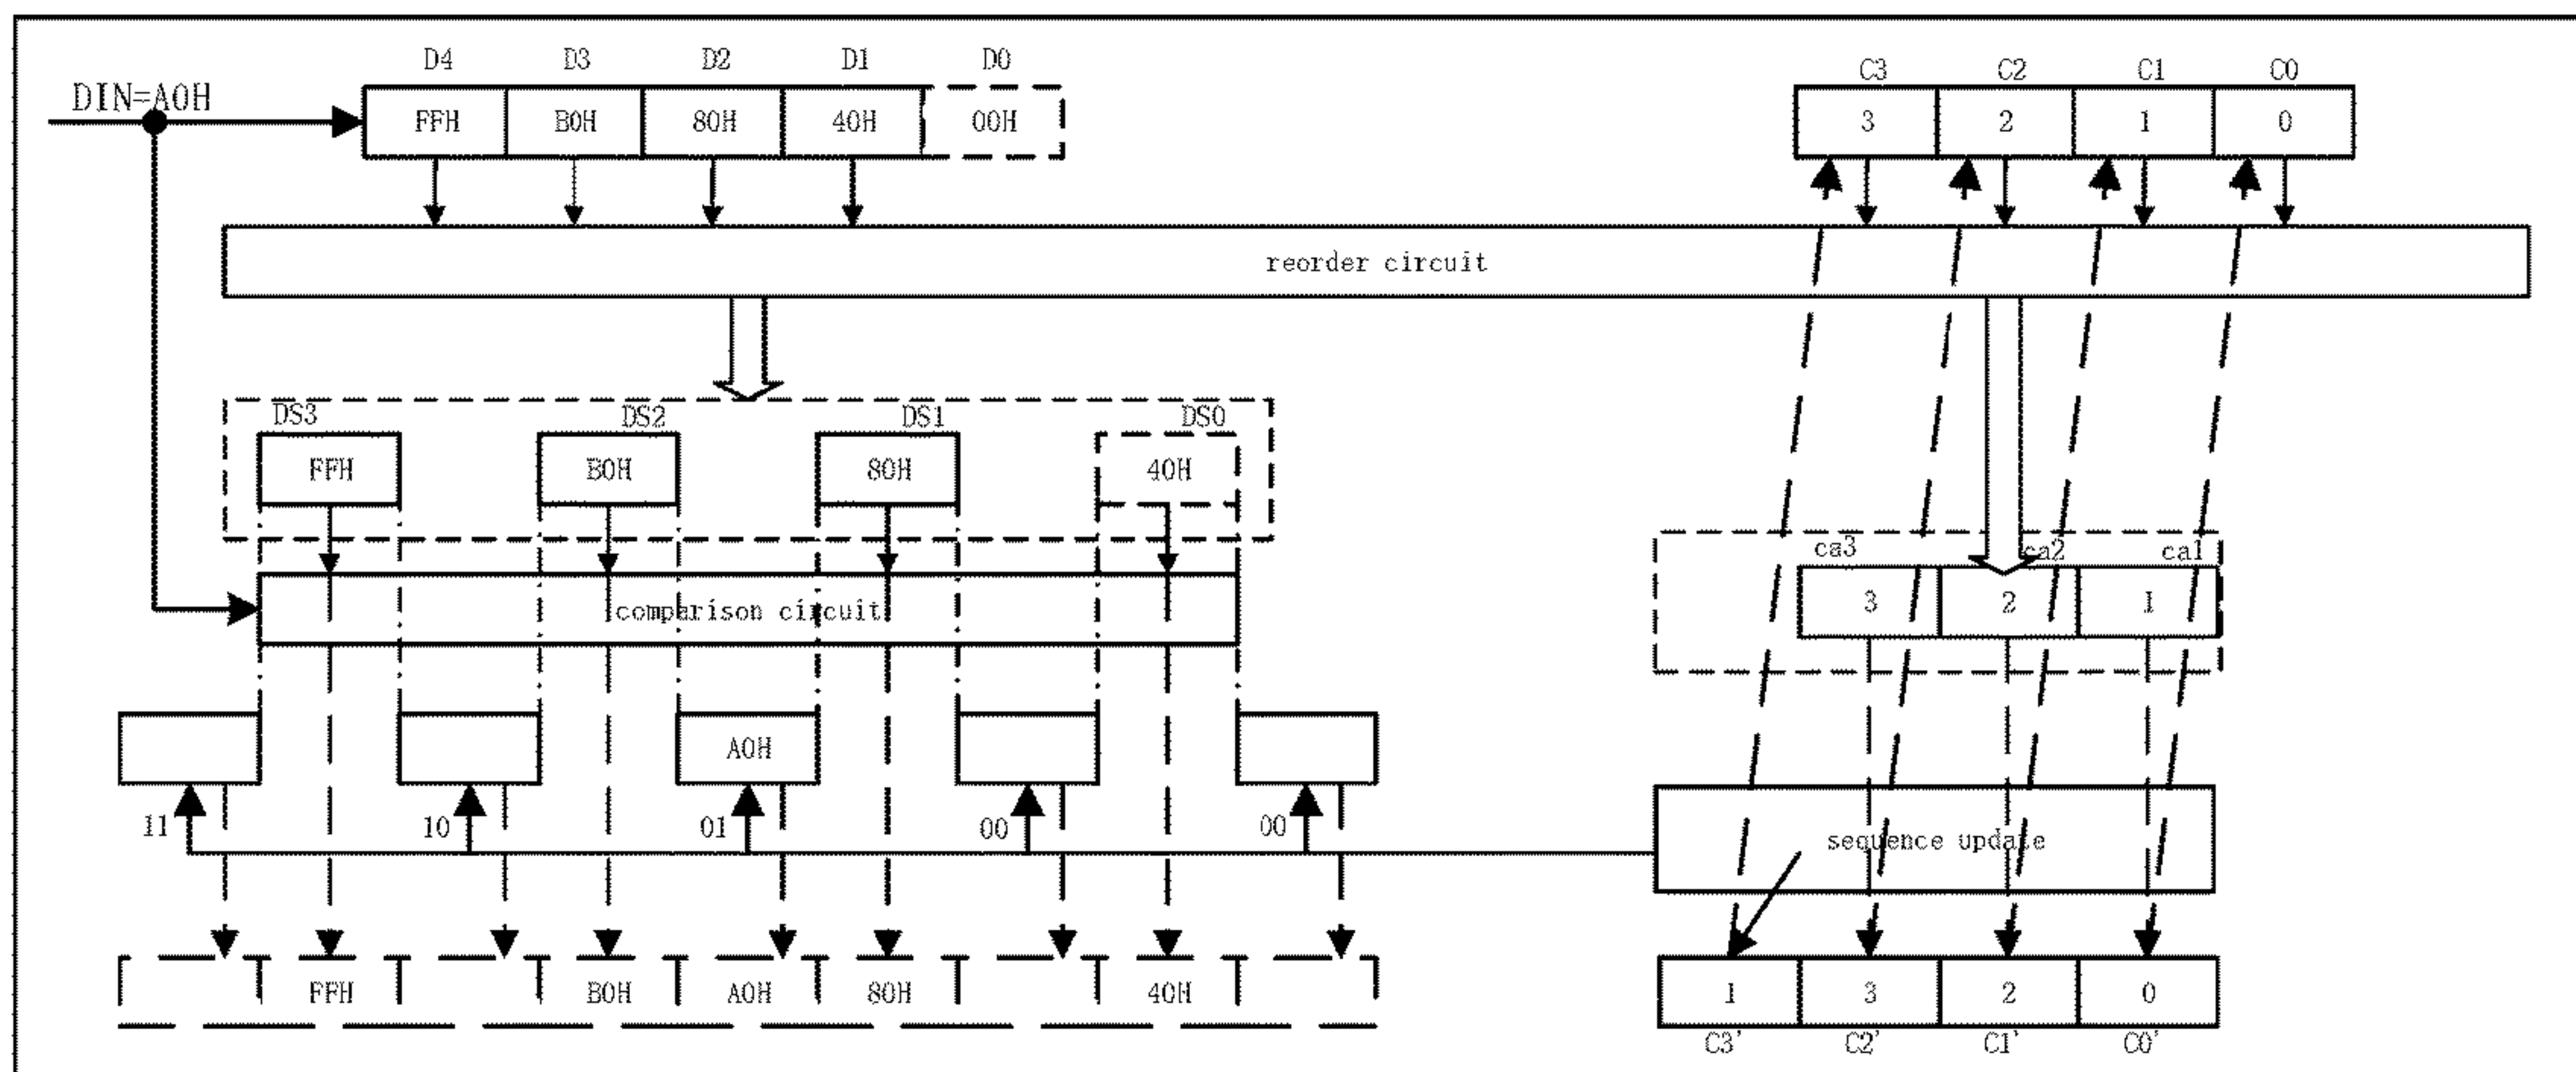 D4 D3 D2 D1 D0
C3 C2 C1 C0
DIN=A0H
FFH B0H 80H 40H 00H
3 2 1 0
reorder circuit
DS3 DS2 DS1 DS0
FFH B0H 80H 40H
ca3 ca2 ca1
3 2 1
comparison circuit
A0H
11 10 01 00 00
sequence update
FFH B0H A0H 80H 40H
1 3 2 0
C3' C2' C1' C0'